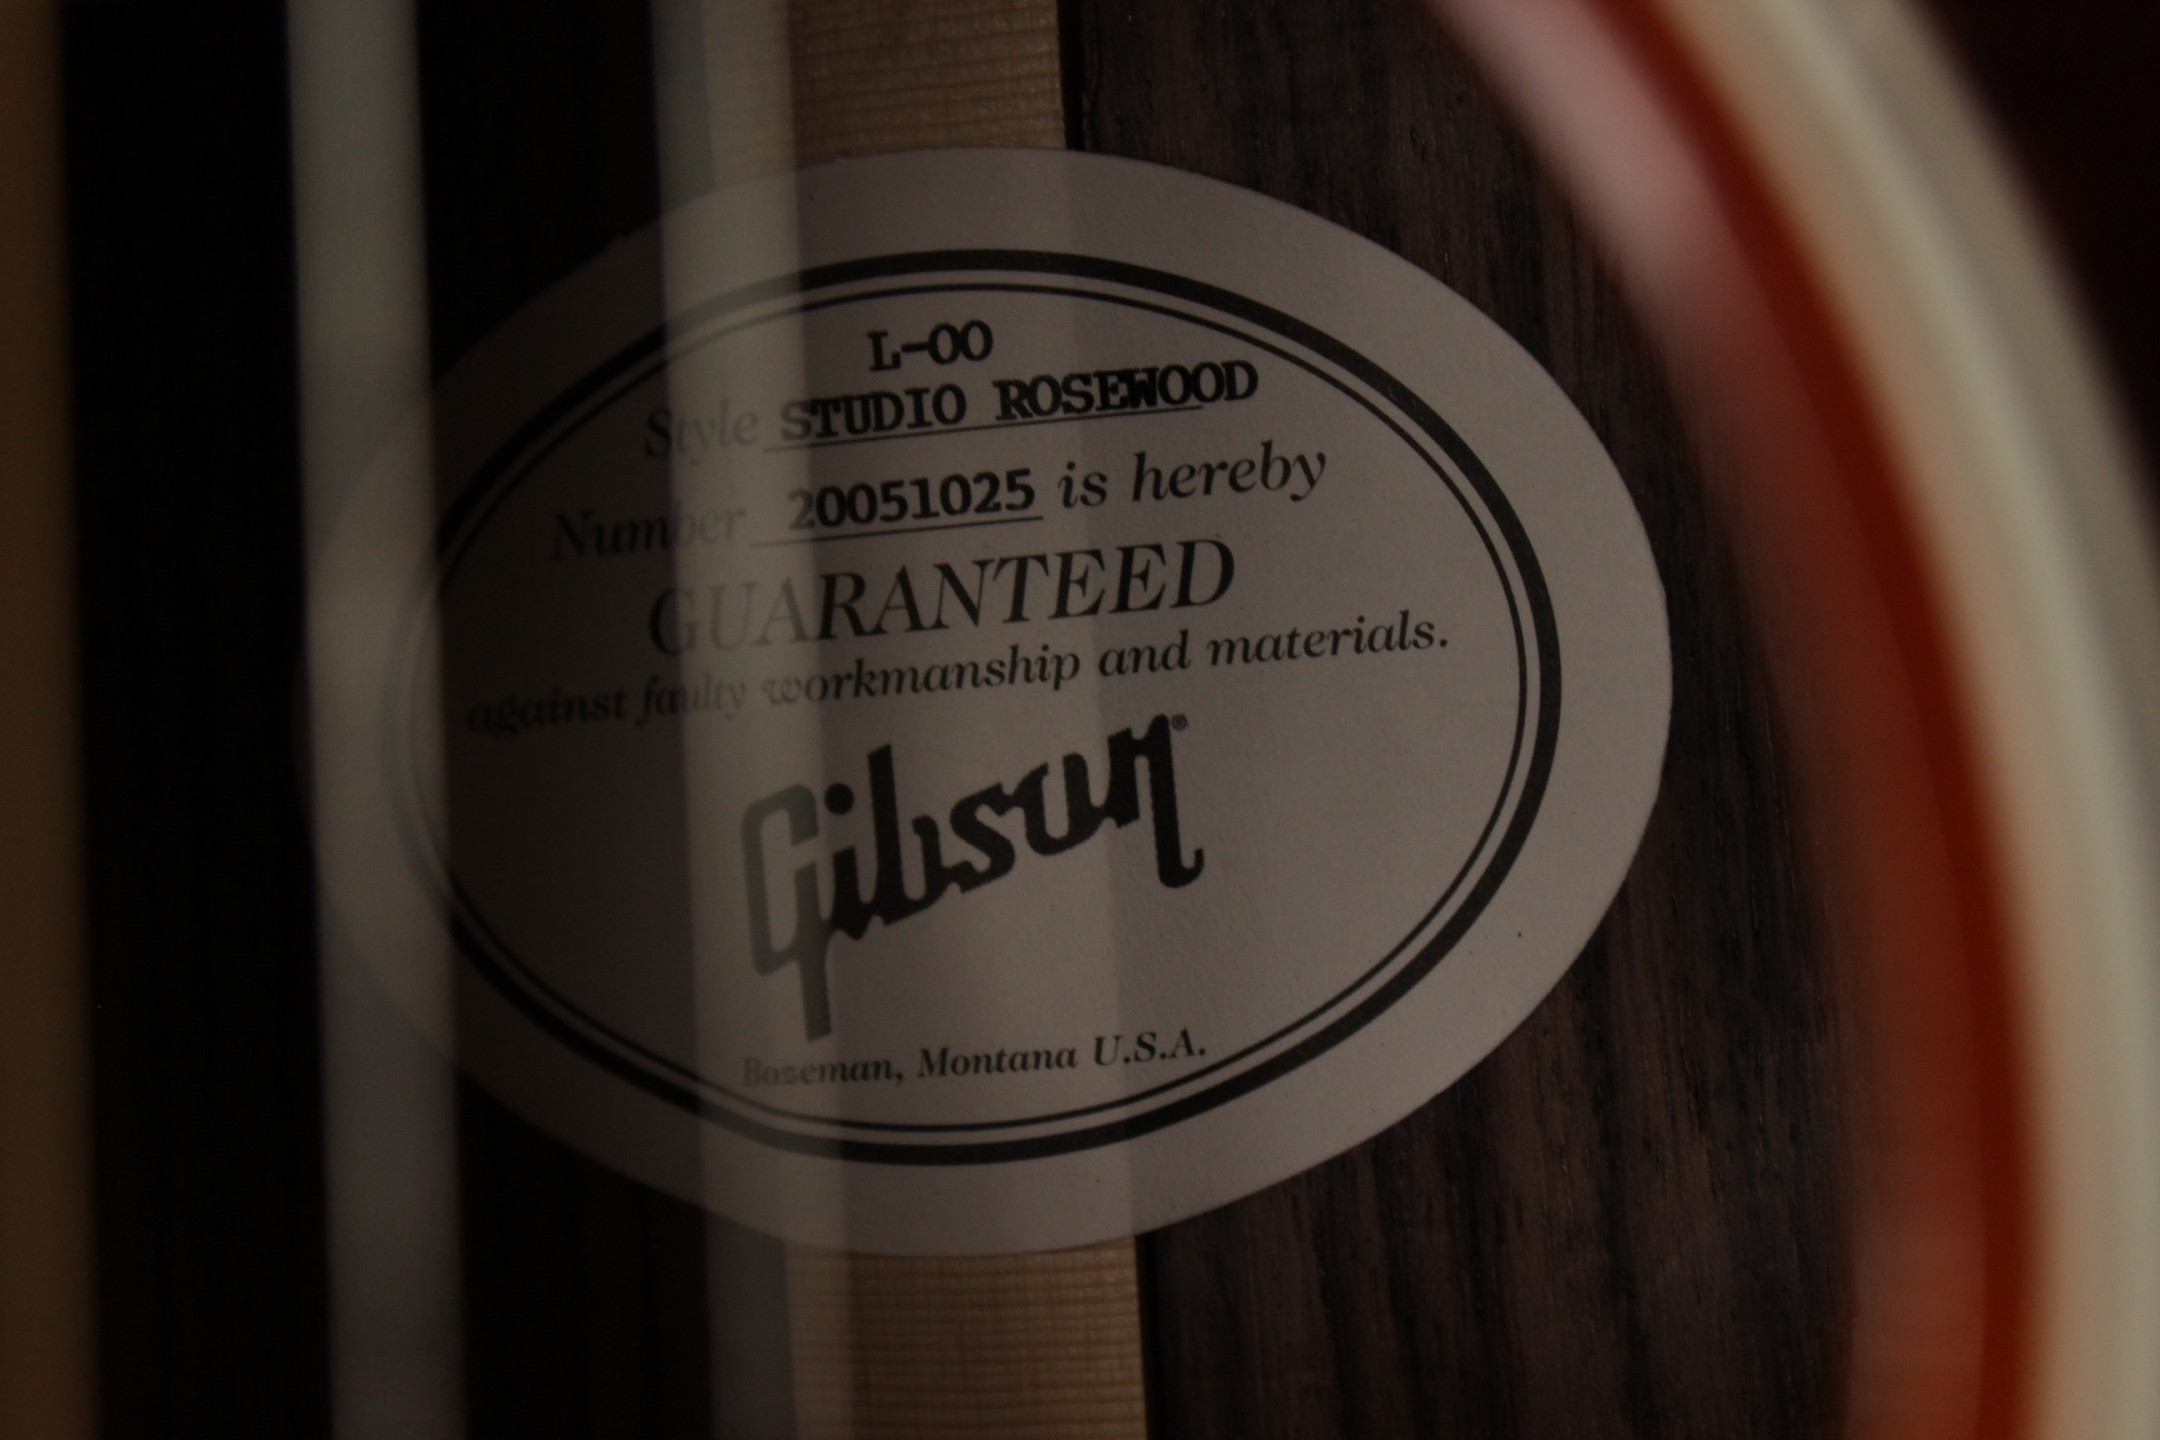 L-00
Style STUDIO ROSEWOOD
Number 20051025 is hereby
GUARANTEED
against faulty workmanship and materials.
Gibson®
Bozeman, Montana U.S.A.